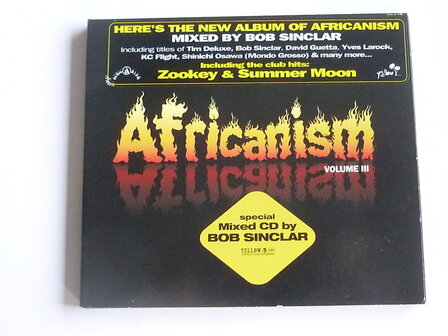 HERE'S THE NEW ALBUM OF AFRICANISM
MIXED BY BOB SINCLAR
including titles of Tim Deluxe, Bob Sinclar, David Guetta, Yves Larock,
KC Flight, Shinichi Osawa (Mondo Grosso) & many more...
Including the club hits:
Zookey & Summer Moon
Africanism
VOLUME III
special
Mixed CD by
BOB SINCLAR
YELLOW